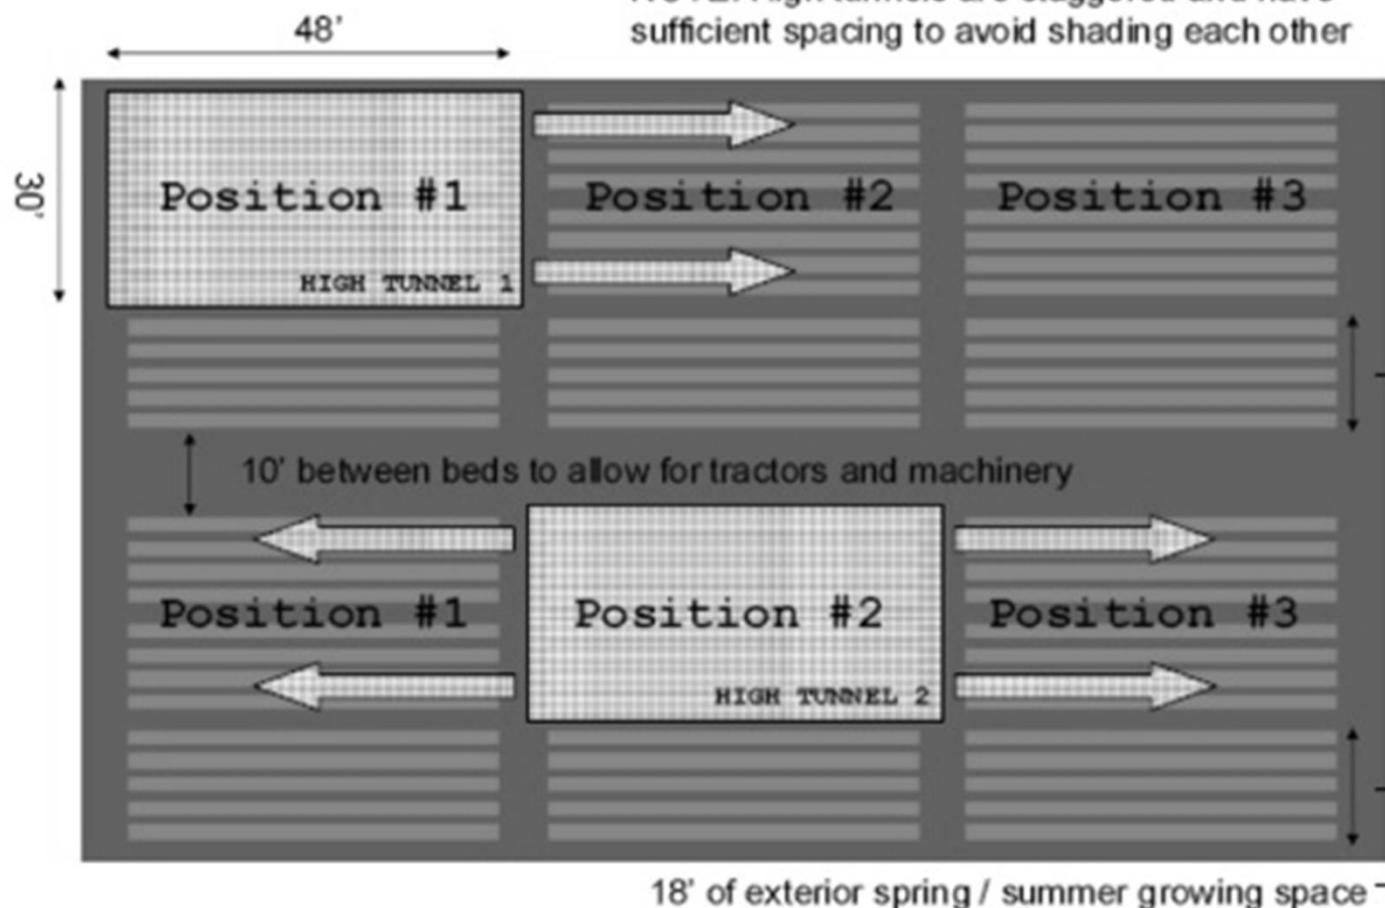 48'
sufficient spacing to avoid shading each other
30'
Position #1
HIGH TUNNEL 1
Position #2
Position #3
10' between beds to allow for tractors and machinery
Position #1
Position #2
HIGH TUNNEL 2
Position #3
18' of exterior spring / summer growing space